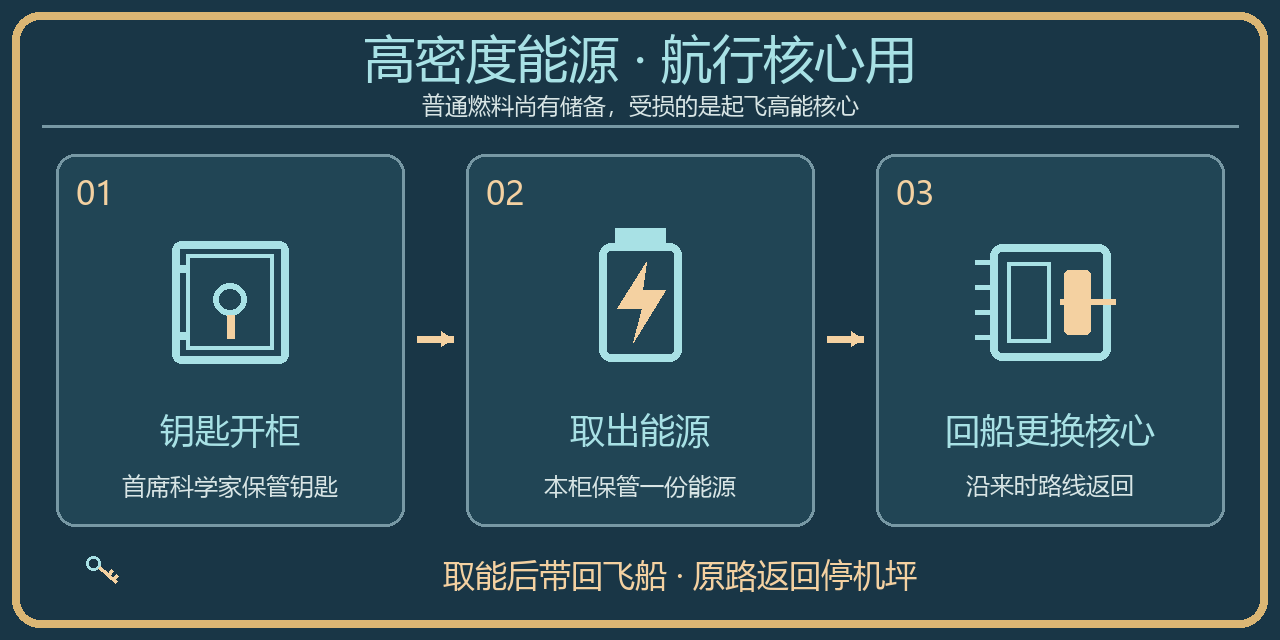 高密度能源 · 航行核心用
普通燃料尚有储备，受损的是起飞高能核心
01
钥匙开柜
首席科学家保管钥匙
02
取出能源
本柜保管一份能源
03
回船更换核心
沿来时路线返回
取能后带回飞船 · 原路返回停机坪